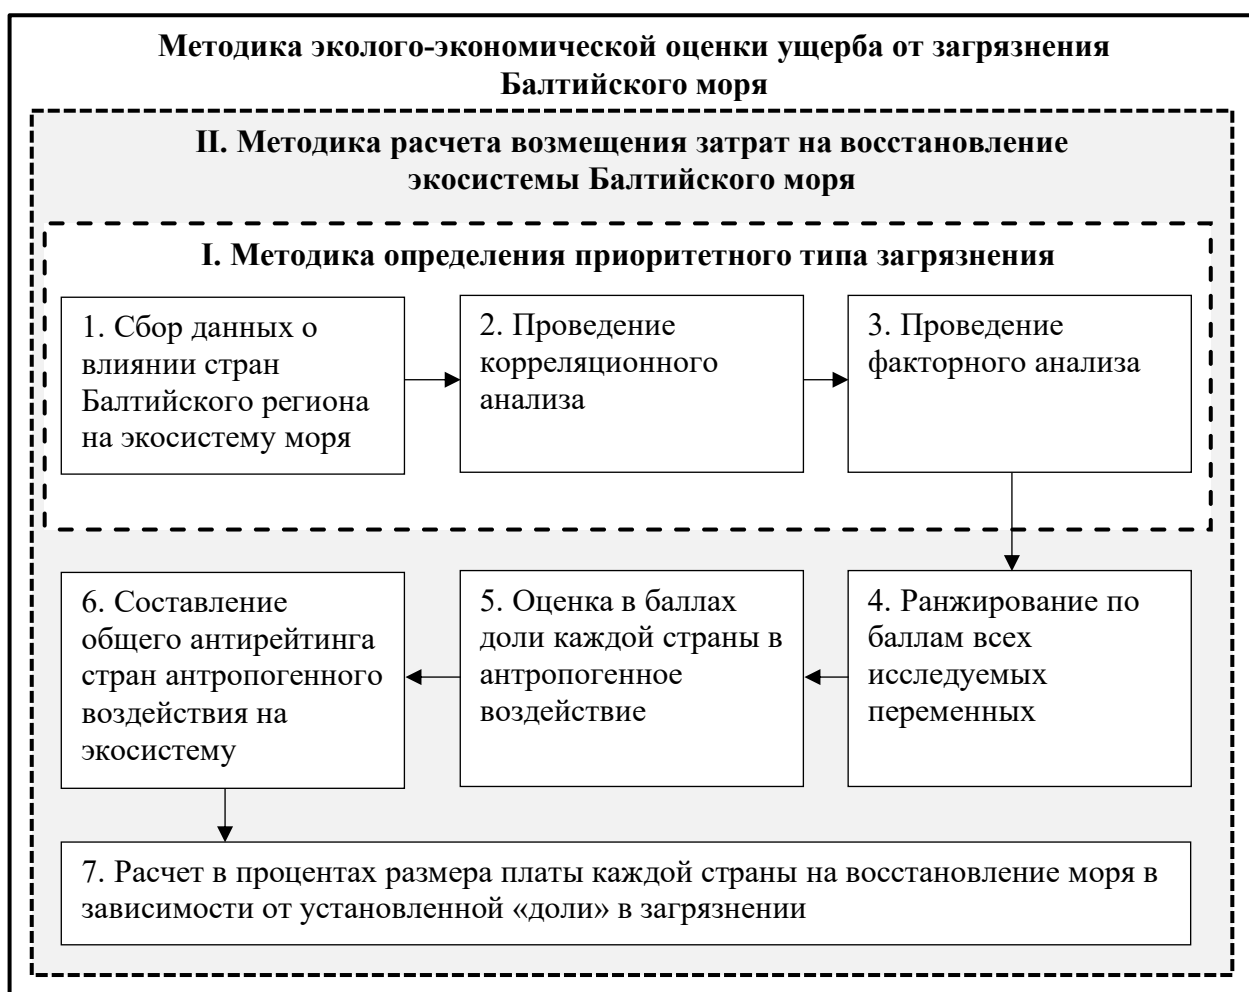 Методика эколого-экономической оценки ущерба от загрязнения
Балтийского моря
II. Методика расчета возмещения затрат на восстановление
экосистемы Балтийского моря
I. Методика определения приоритетного типа загрязнения
1. Сбор данных о
влиянии стран
Балтийского региона
на экосистему моря
2. Проведение
корреляционного
анализа
3. Проведение
факторного анализа
4. Ранжирование по
баллам всех
исследуемых
переменных
5. Оценка в баллах
доли каждой страны в
антропогенное
воздействие
6. Составление
общего антирейтинга
стран антропогенного
воздействия на
экосистему
7. Расчет в процентах размера платы каждой страны на восстановление моря в
зависимости от установленной «доли» в загрязнении